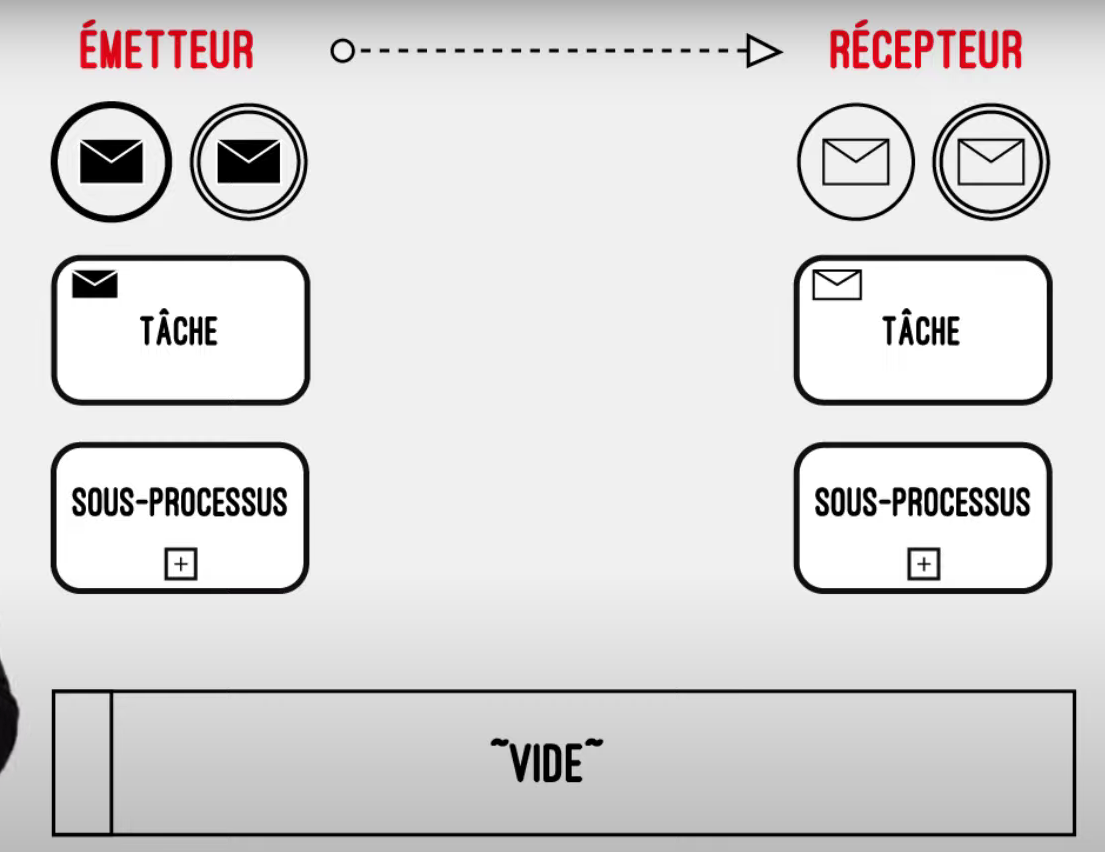 ÉMETTEUR
RÉCEPTEUR
TÂCHE
TÂCHE
SOUS-PROCESSUS
SOUS-PROCESSUS
~VIDE~